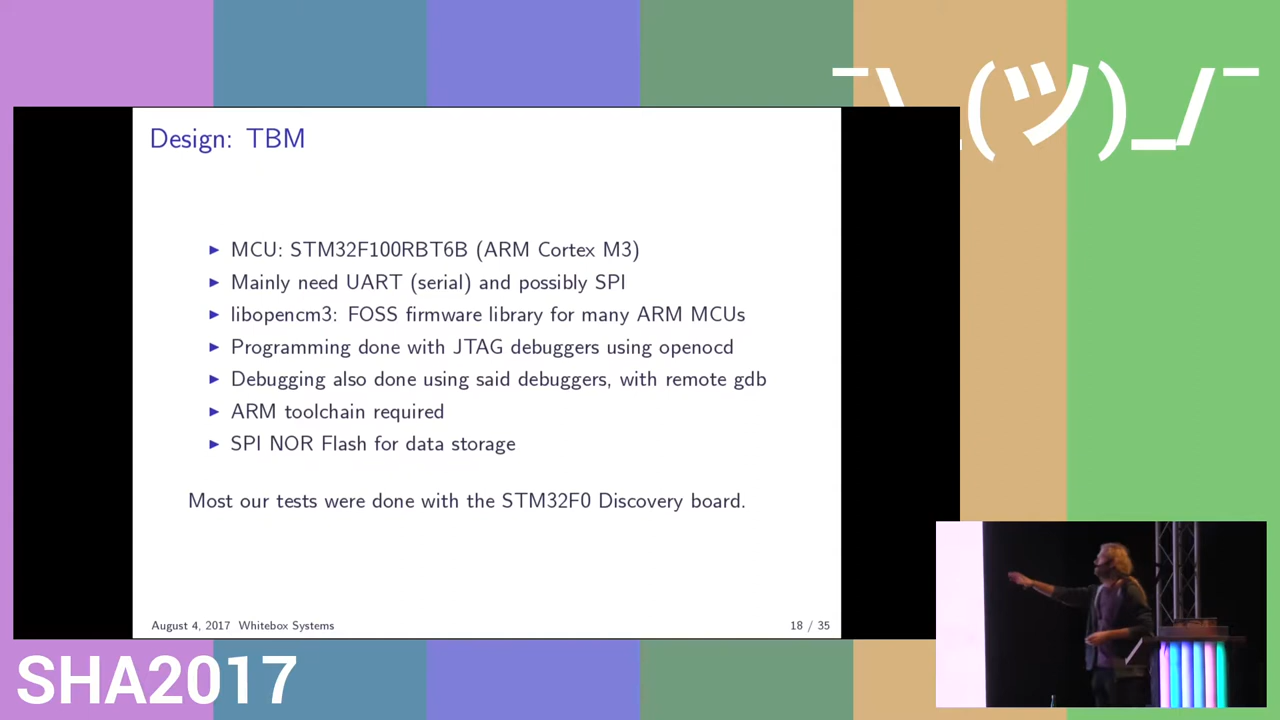 ¯\_(ツ)_/¯
Design: TBM
MCU: STM32F100RBT6B (ARM Cortex M3)
Mainly need UART (serial) and possibly SPI
libopencm3: FOSS firmware library for many ARM MCUs
Programming done with JTAG debuggers using openocd
Debugging also done using said debuggers, with remote gdb
ARM toolchain required
SPI NOR Flash for data storage
Most our tests were done with the STM32F0 Discovery board.
August 4, 2017 Whitebox Systems 18 / 35
SHA2017